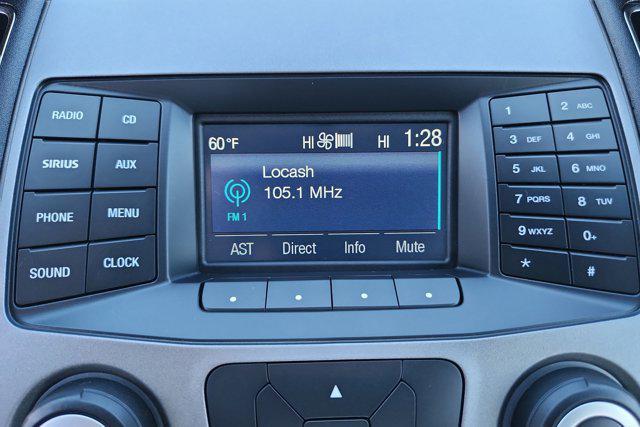 RADIO
CD
SIRIUS
AUX
PHONE
MENU
SOUND
CLOCK
60°F HI HI 1:28
Locash
105.1 MHz
FM 1
AST Direct Info Mute
1
2 ABC
3 DEF
4 GHI
5 JKL
6 MNO
7 PQRS
8 TUV
9 WXYZ
0+
*
#